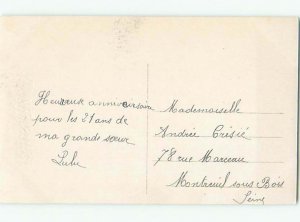 Heureux anniversaire
pour les 21 ans de
ma grande sœur
Lulu
Mademoiselle
Andrée
78 rue Marceau
Montreuil sous Bois
Seine